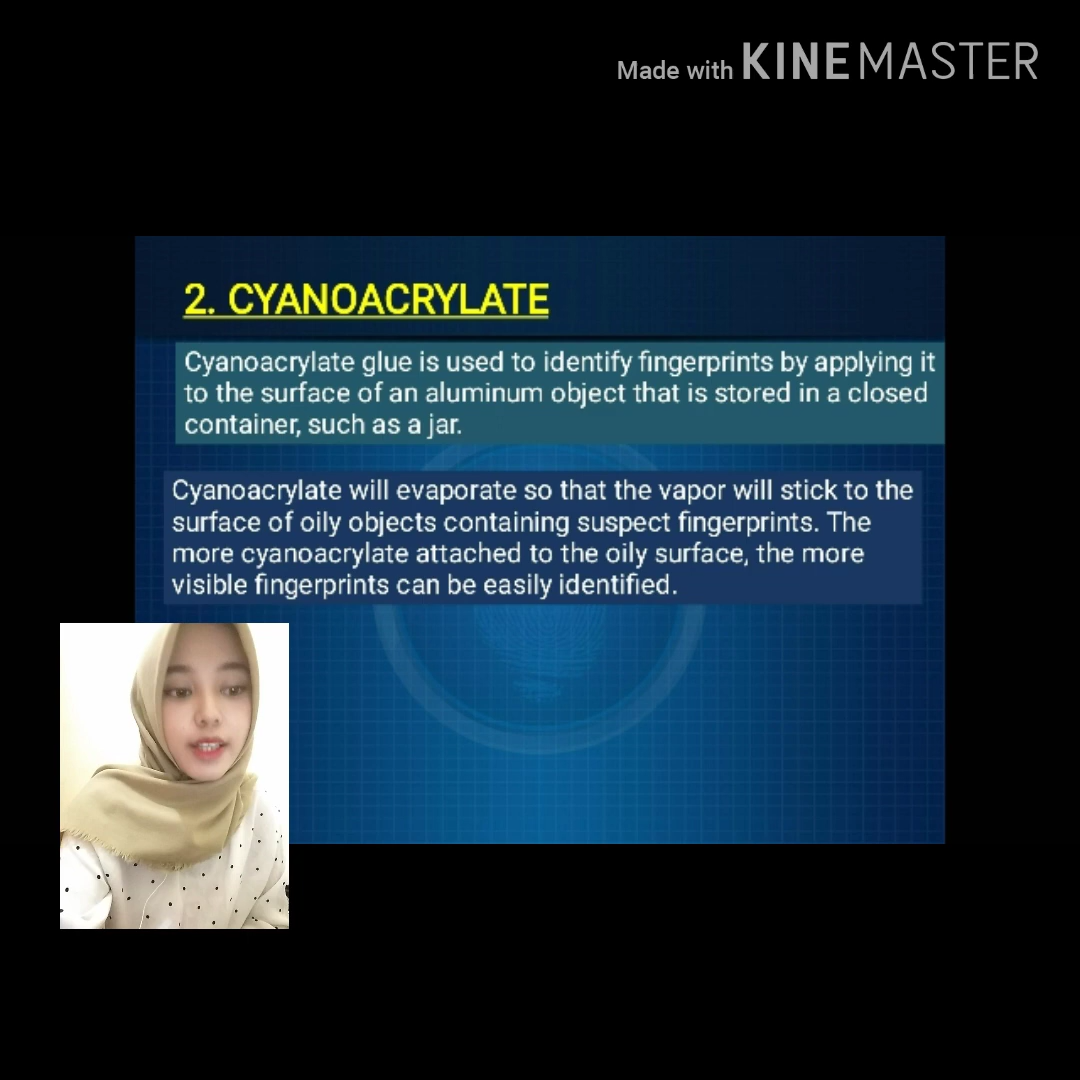 Made with KINEMASTER
2. CYANOACRYLATE
Cyanoacrylate glue is used to identify fingerprints by applying it
to the surface of an aluminum object that is stored in a closed
container, such as a jar.
Cyanoacrylate will evaporate so that the vapor will stick to the
surface of oily objects containing suspect fingerprints. The
more cyanoacrylate attached to the oily surface, the more
visible fingerprints can be easily identified.